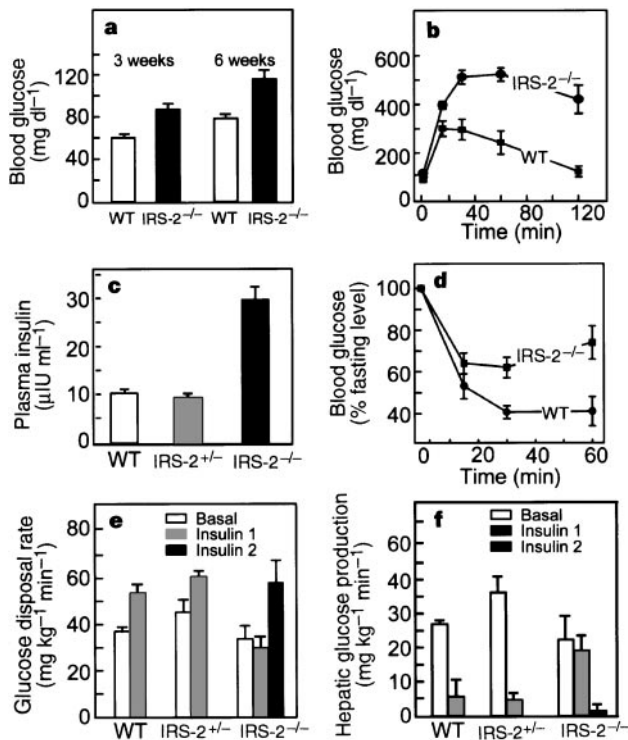 a
3 weeks 6 weeks
Blood glucose
(mg dl⁻¹)
120
80
60
40
0
WT IRS-2⁻/⁻ WT IRS-2⁻/⁻
b
Blood glucose
(mg dl⁻¹)
600
400
200
0
IRS-2⁻/⁻
WT
0 40 80 120
Time (min)
c
Plasma insulin
(μIU ml⁻¹)
30
20
10
0
WT IRS-2⁺/⁻ IRS-2⁻/⁻
d
Blood glucose
(% fasting level)
100
80
60
40
IRS-2⁻/⁻
WT
0 20 40 60
Time (min)
e
Basal
Insulin 1
Insulin 2
Glucose disposal rate
(mg kg⁻¹ min⁻¹)
80
60
40
20
0
WT IRS-2⁺/⁻ IRS-2⁻/⁻
f
Basal
Insulin 1
Insulin 2
Hepatic glucose production
(mg kg⁻¹ min⁻¹)
60
40
30
20
10
0
WT IRS-2⁺/⁻ IRS-2⁻/⁻